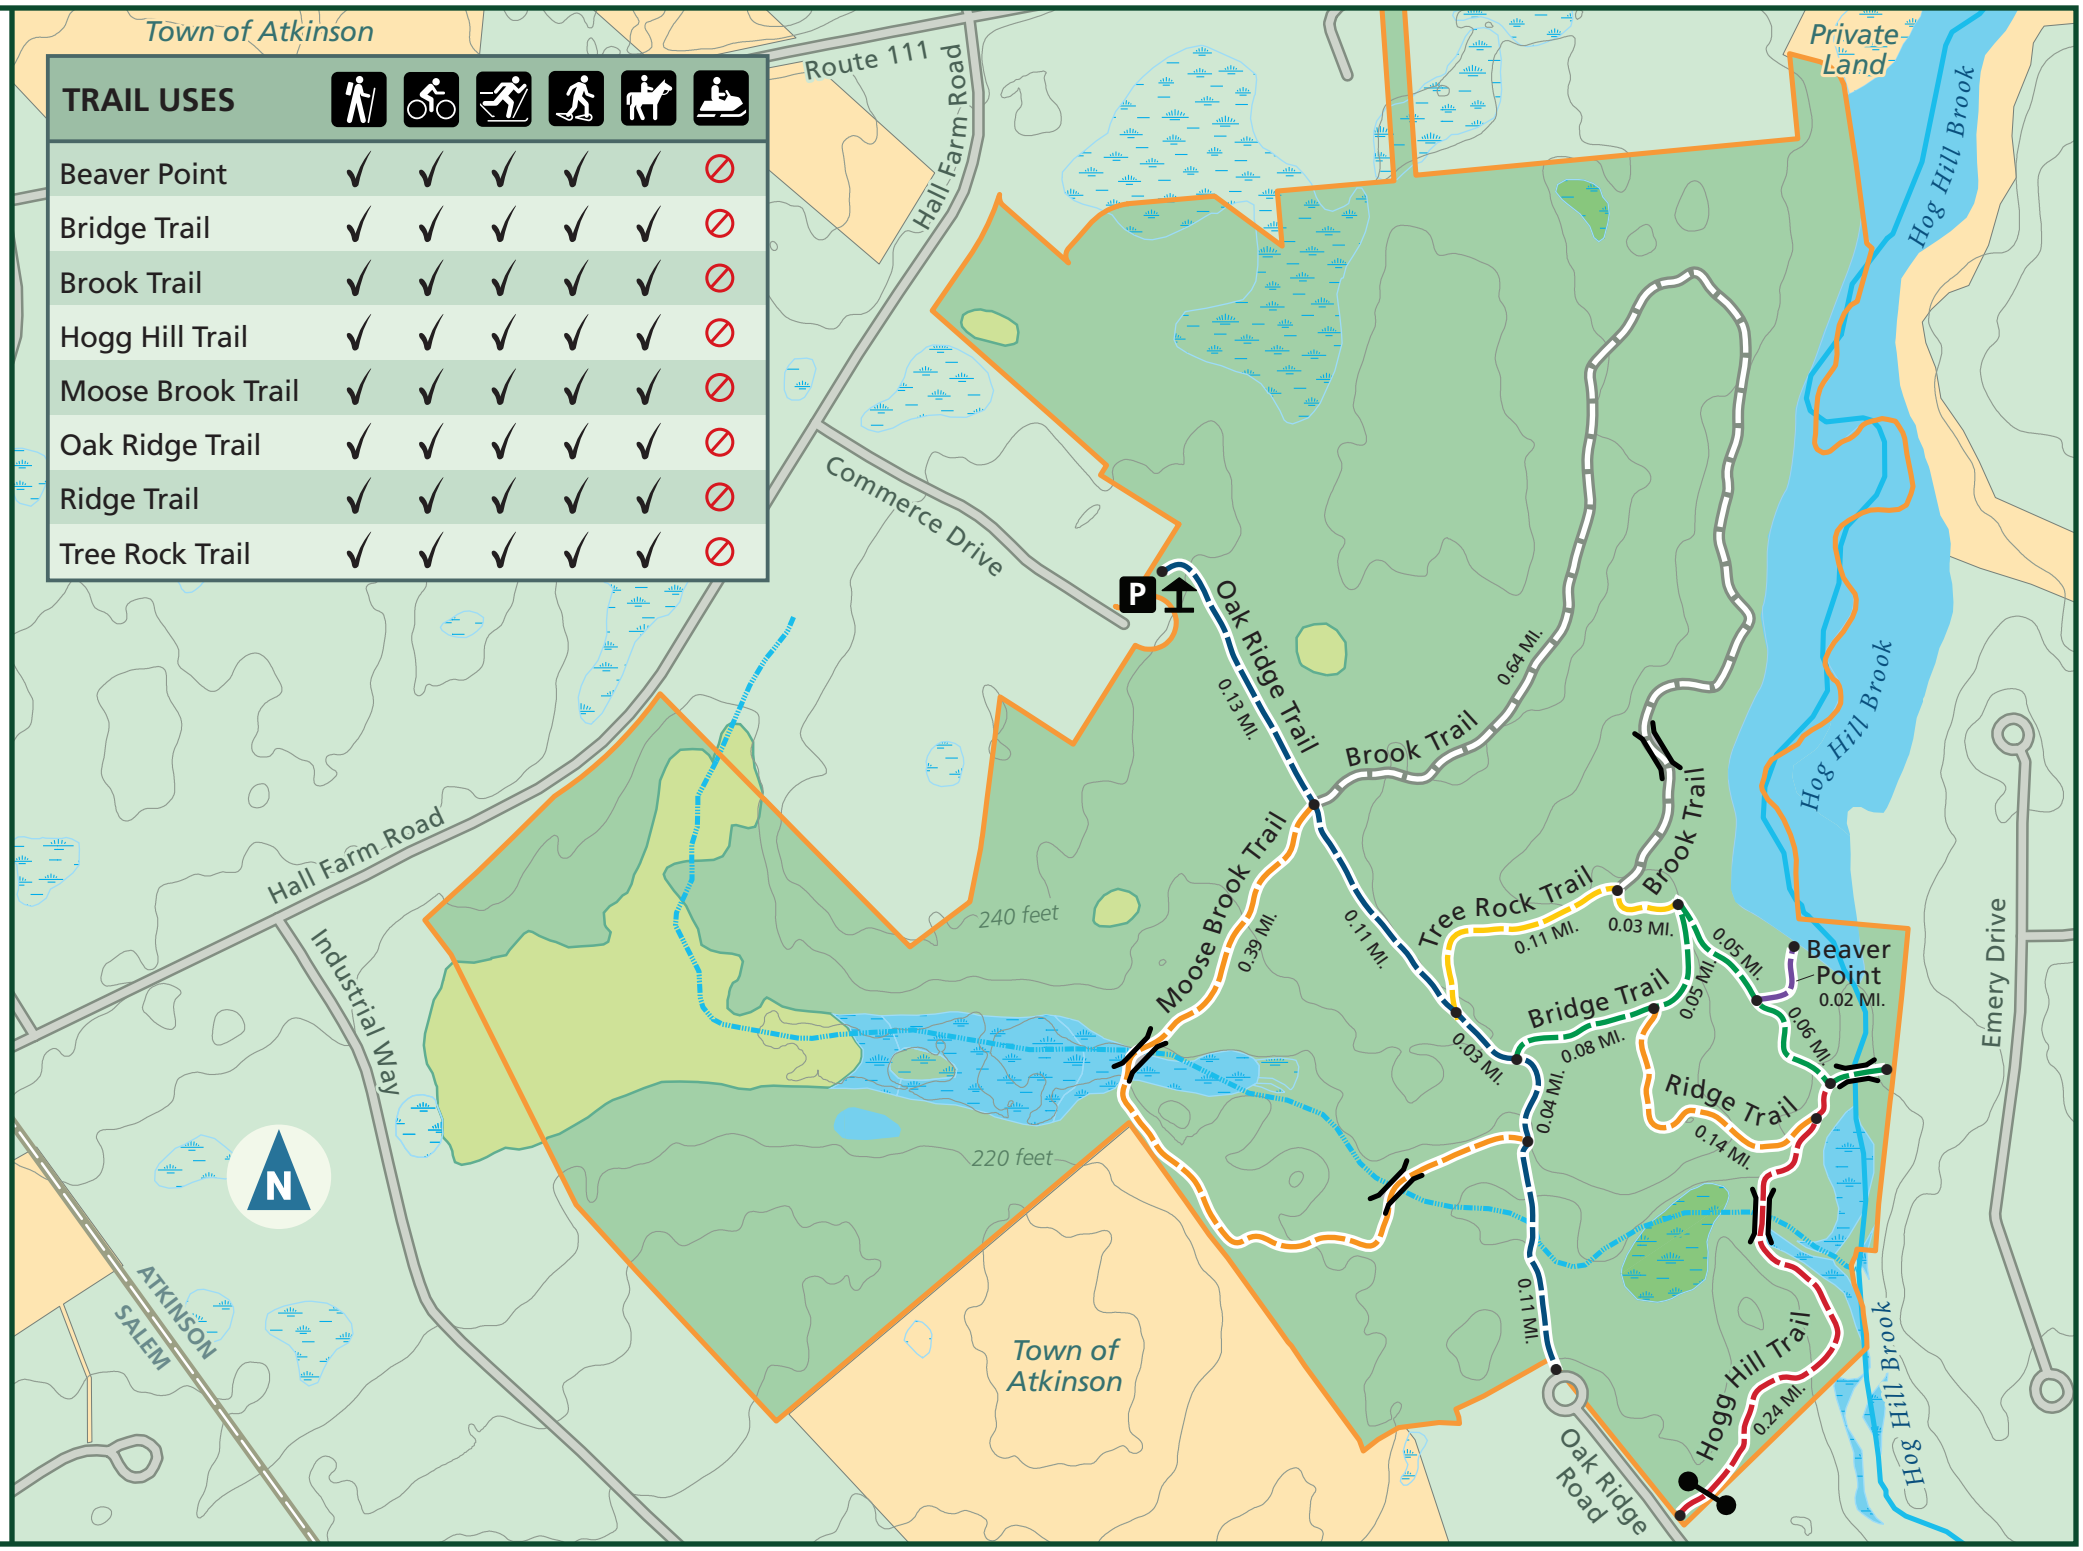 Town of Atkinson
TRAIL USES
Beaver Point
Bridge Trail
Brook Trail
Hogg Hill Trail
Moose Brook Trail
Oak Ridge Trail
Ridge Trail
Tree Rock Trail
Route 111
Hall Farm Road
Private
Land
Hog Hill Brook
Commerce Drive
P
Oak Ridge Trail
0.13 MI.
0.64 MI.
Brook Trail
Hog Hill Brook
Brook Trail
Hall Farm Road
Industrial Way
240 feet
Moose Brook Trail
0.39 MI.
0.11 MI.
Tree Rock Trail
0.11 MI.
0.03 MI.
0.05 MI.
Beaver
Point
0.02 MI.
Bridge Trail
0.05 MI.
0.08 MI.
0.03 MI.
0.06 MI.
0.04 MI.
Ridge Trail
0.14 MI.
Emery Drive
220 feet
N
ATKINSON
SALEM
Town of
Atkinson
0.11 MI.
Hogg Hill Trail
0.24 MI.
Hog Hill Broook
Oak Ridge
Road